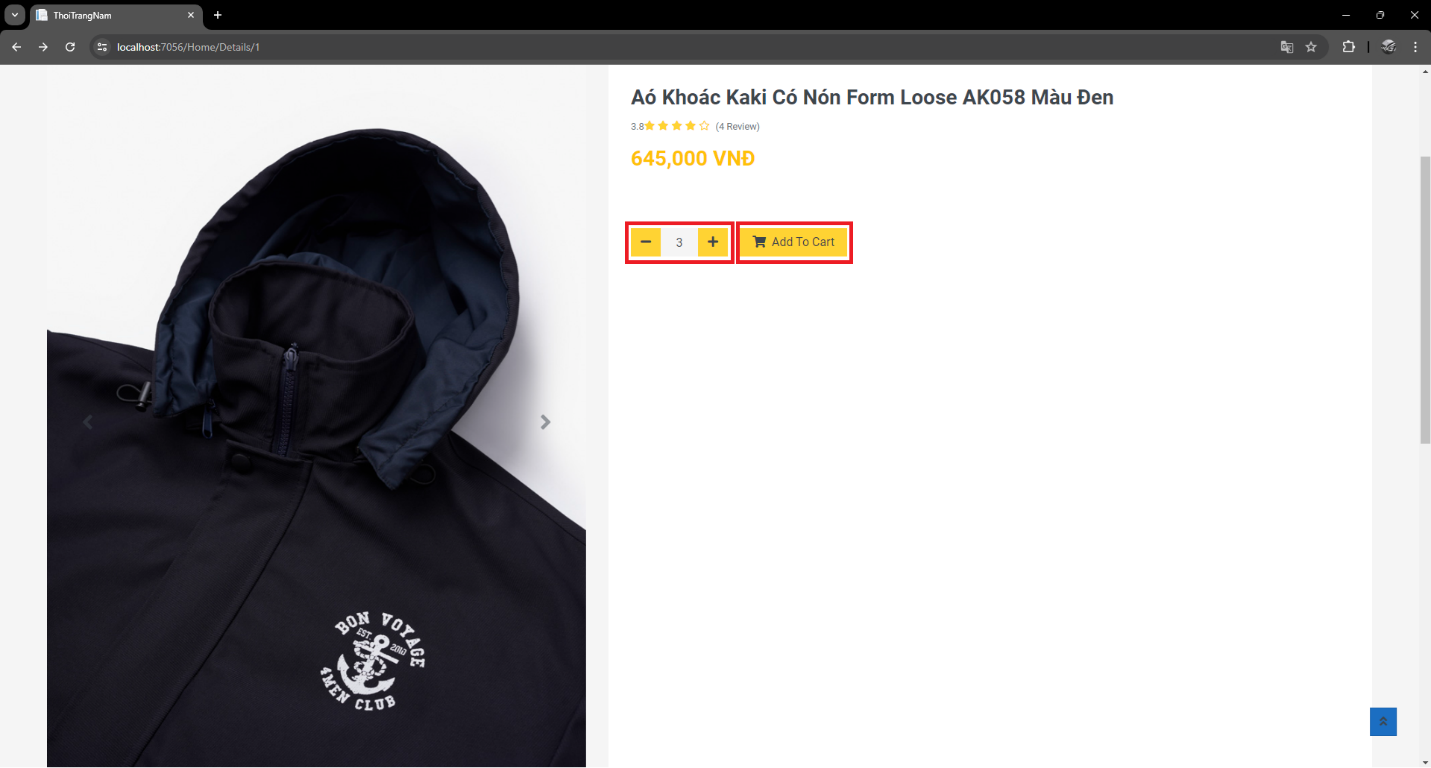 ThoiTrangNam
localhost:7056/Home/Details/1
Aó Khoác Kaki Có Nón Form Loose AK058 Màu Đen
3.8 (4 Review)
645,000 VNĐ
3
Add To Cart
BON VOYAGE
EST. 2010
4MEN CLUB